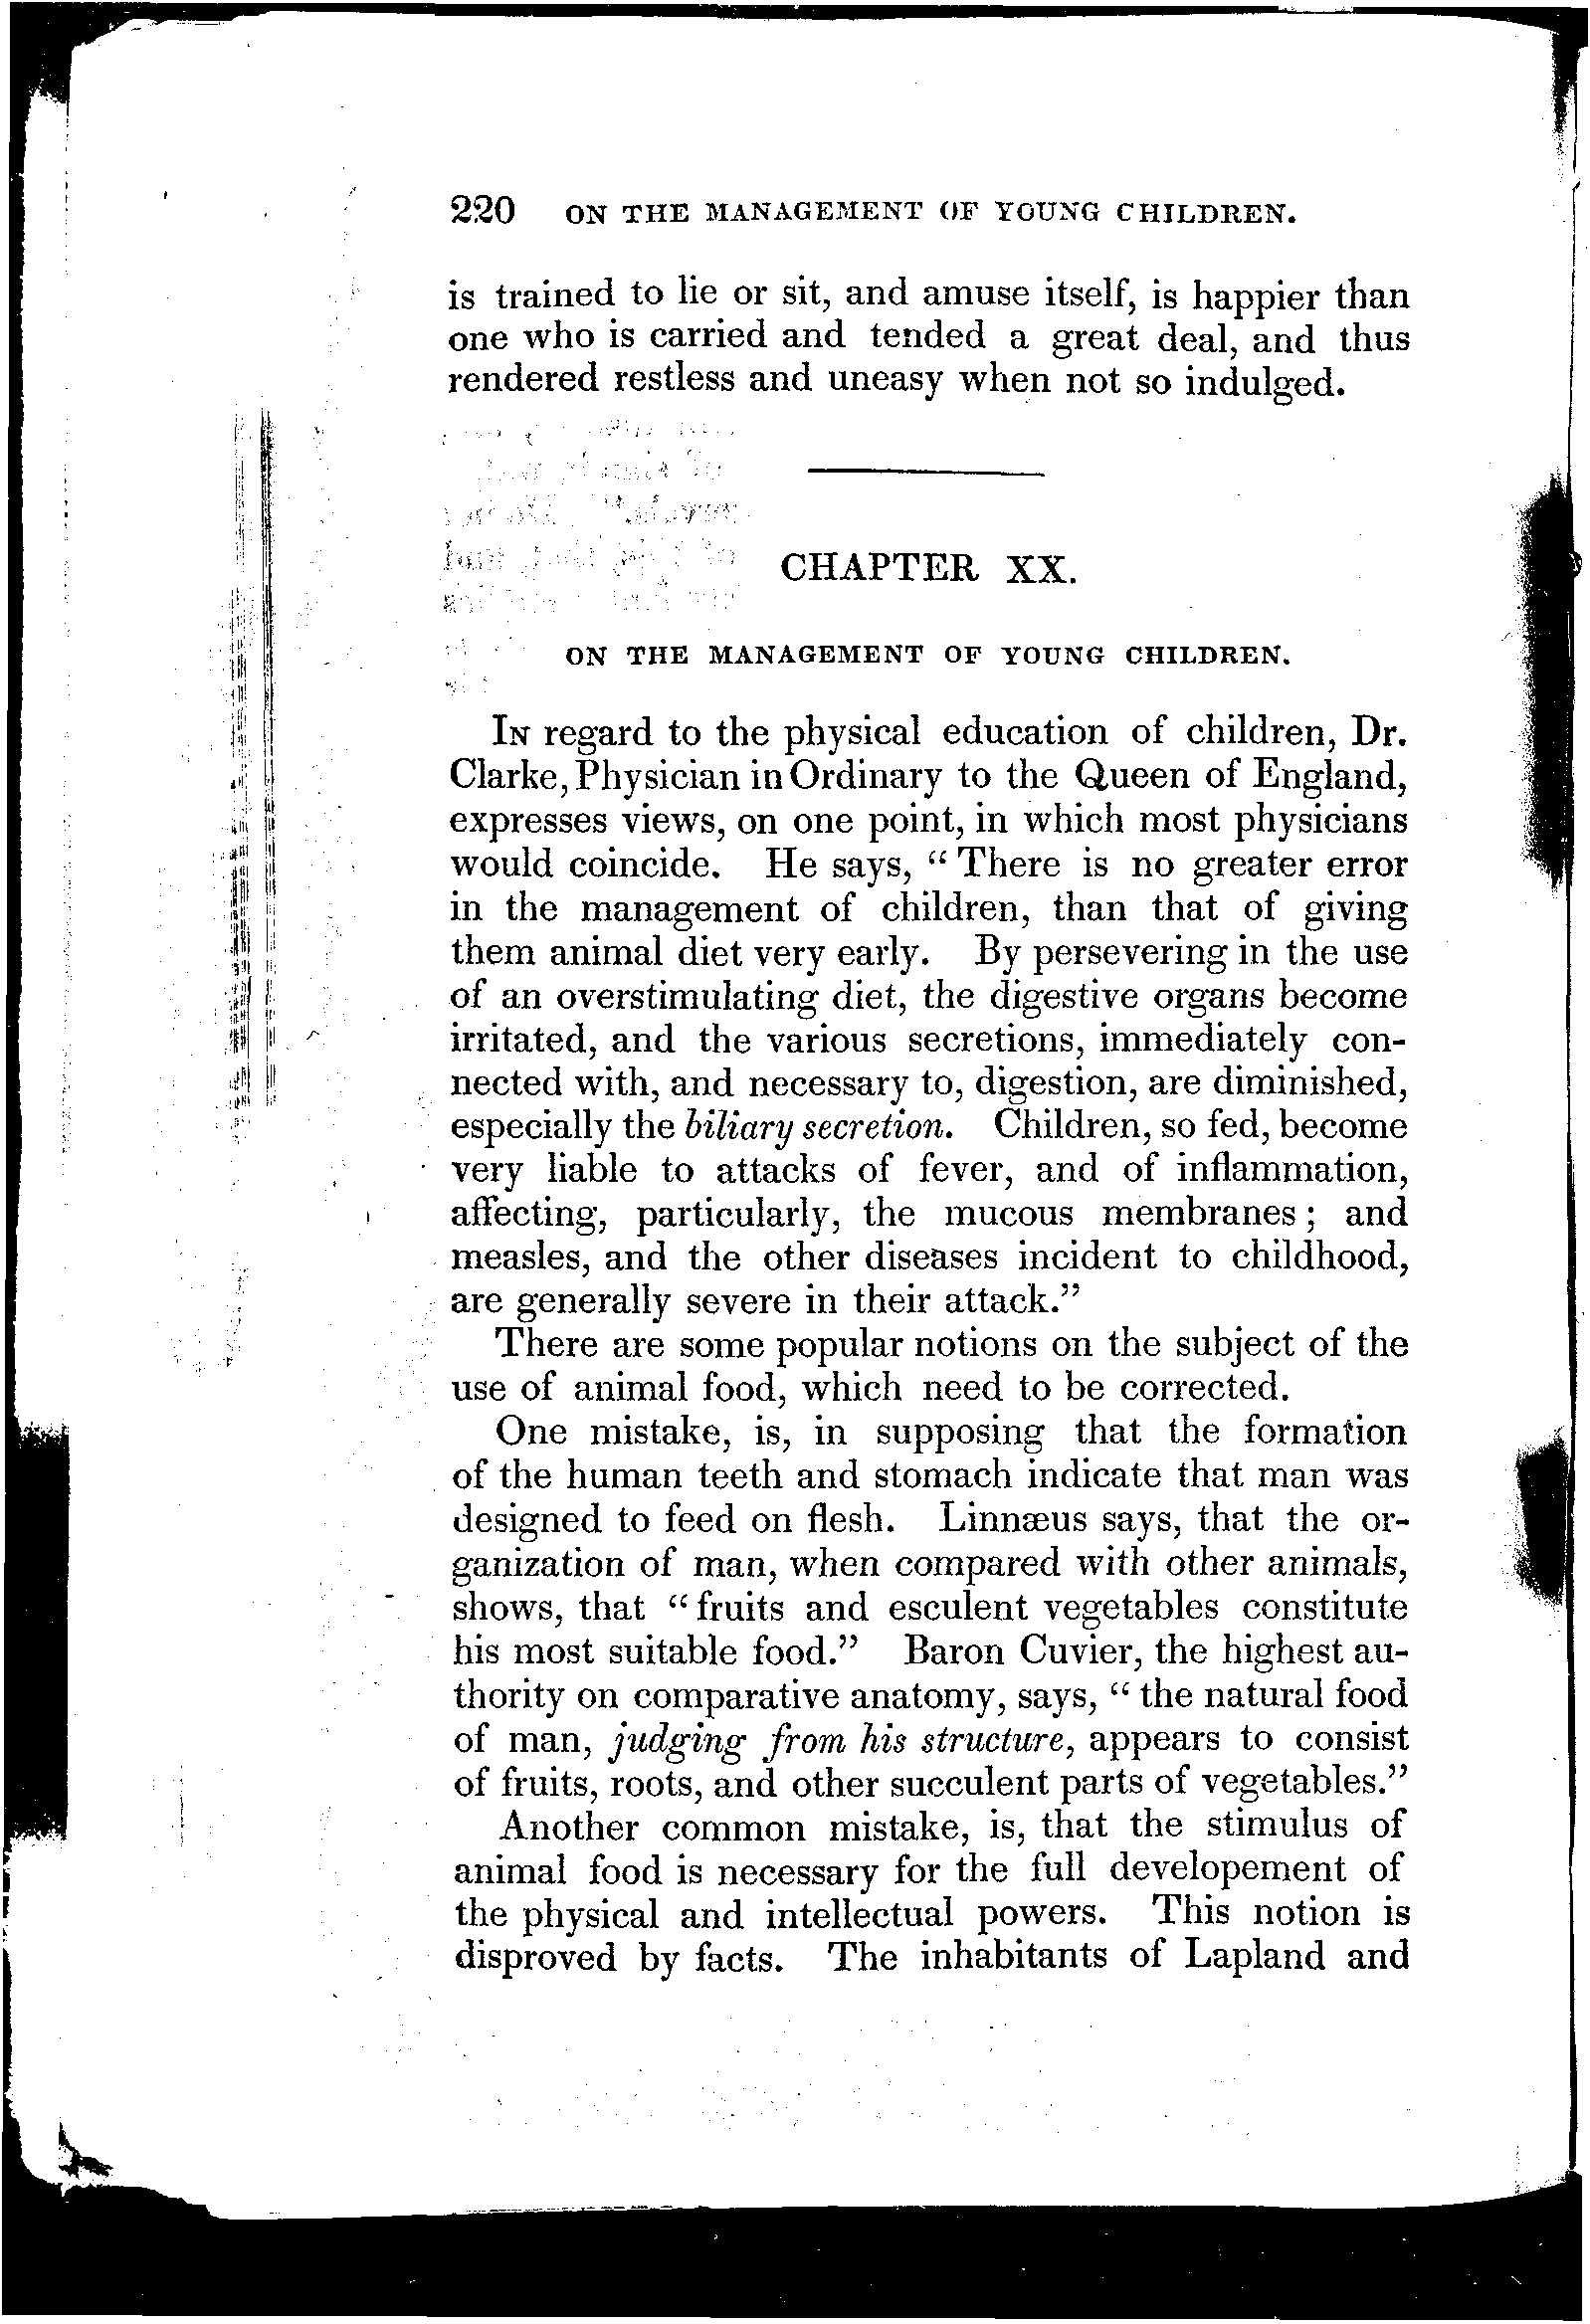 220 ON THE MANAGEMENT OF YOUNG CHILDREN.
is trained to lie or sit, and amuse itself, is happier than
one who is carried and tended a great deal, and thus
rendered restless and uneasy when not so indulged.
CHAPTER XX.
ON THE MANAGEMENT OF YOUNG CHILDREN.
IN regard to the physical education of children, Dr.
Clarke, Physician in Ordinary to the Queen of England,
expresses views, on one point, in which most physicians
would coincide. He says, “There is no greater error
in the management of children, than that of giving
them animal diet very early. By persevering in the use
of an overstimulating diet, the digestive organs become
irritated, and the various secretions, immediately con-
nected with, and necessary to, digestion, are diminished,
especially the biliary secretion. Children, so fed, become
very liable to attacks of fever, and of inflammation,
affecting, particularly, the mucous membranes; and
measles, and the other diseases incident to childhood,
are generally severe in their attack.”
There are some popular notions on the subject of the
use of animal food, which need to be corrected.
One mistake, is, in supposing that the formation
of the human teeth and stomach indicate that man was
designed to feed on flesh. Linnæus says, that the or-
ganization of man, when compared with other animals,
shows, that “fruits and esculent vegetables constitute
his most suitable food.” Baron Cuvier, the highest au-
thority on comparative anatomy, says, “the natural food
of man, judging from his structure, appears to consist
of fruits, roots, and other succulent parts of vegetables.”
Another common mistake, is, that the stimulus of
animal food is necessary for the full developement of
the physical and intellectual powers. This notion is
disproved by facts. The inhabitants of Lapland and